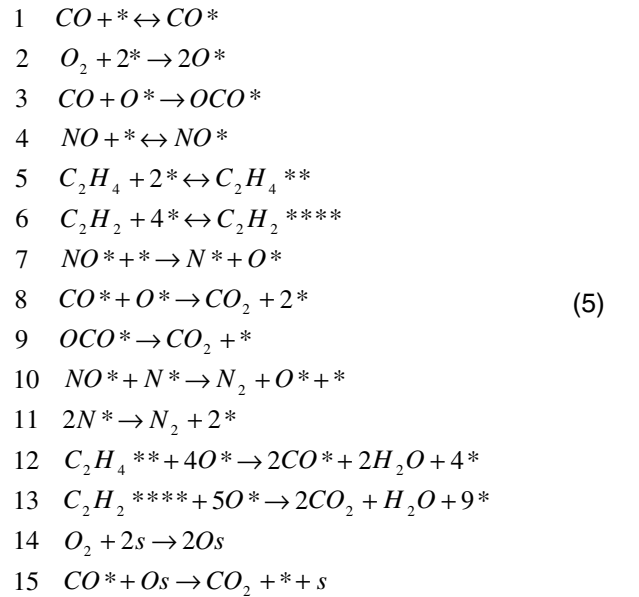 1 CO + * ↔ CO *
2 O₂ + 2* → 2O *
3 CO + O * → OCO *
4 NO + * ↔ NO *
5 C₂H₄ + 2* ↔ C₂H₄ **
6 C₂H₂ + 4* ↔ C₂H₂ ****
7 NO * + * → N * + O *
8 CO * + O * → CO₂ + 2 * (5)
9 OCO * → CO₂ + *
10 NO * + N * → N₂ + O * + *
11 2N * → N₂ + 2 *
12 C₂H₄ ** + 4O * → 2CO * + 2H₂O + 4 *
13 C₂H₂ **** + 5O * → 2CO₂ + H₂O + 9 *
14 O₂ + 2s → 2Os
15 CO * + Os → CO₂ + * + s